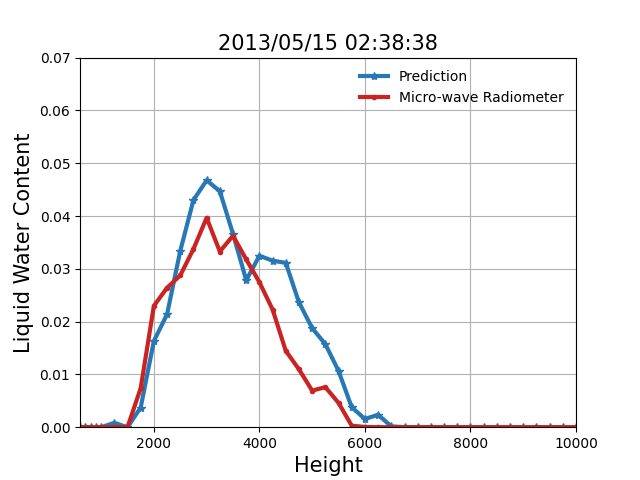 2013/05/15 02:38:38
Prediction
Micro-wave Radiometer
Liquid Water Content
0.07
0.06
0.05
0.04
0.03
0.02
0.01
0.00
2000 4000 6000 8000 10000
Height